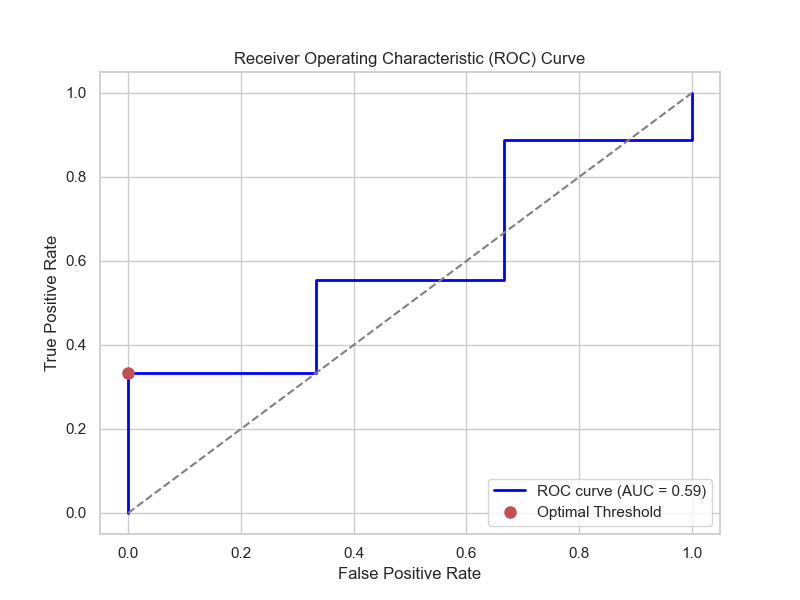 Receiver Operating Characteristic (ROC) Curve
True Positive Rate
1.0
0.8
0.6
0.4
0.2
0.0
ROC curve (AUC = 0.59)
Optimal Threshold
0.0 0.2 0.4 0.6 0.8 1.0
False Positive Rate